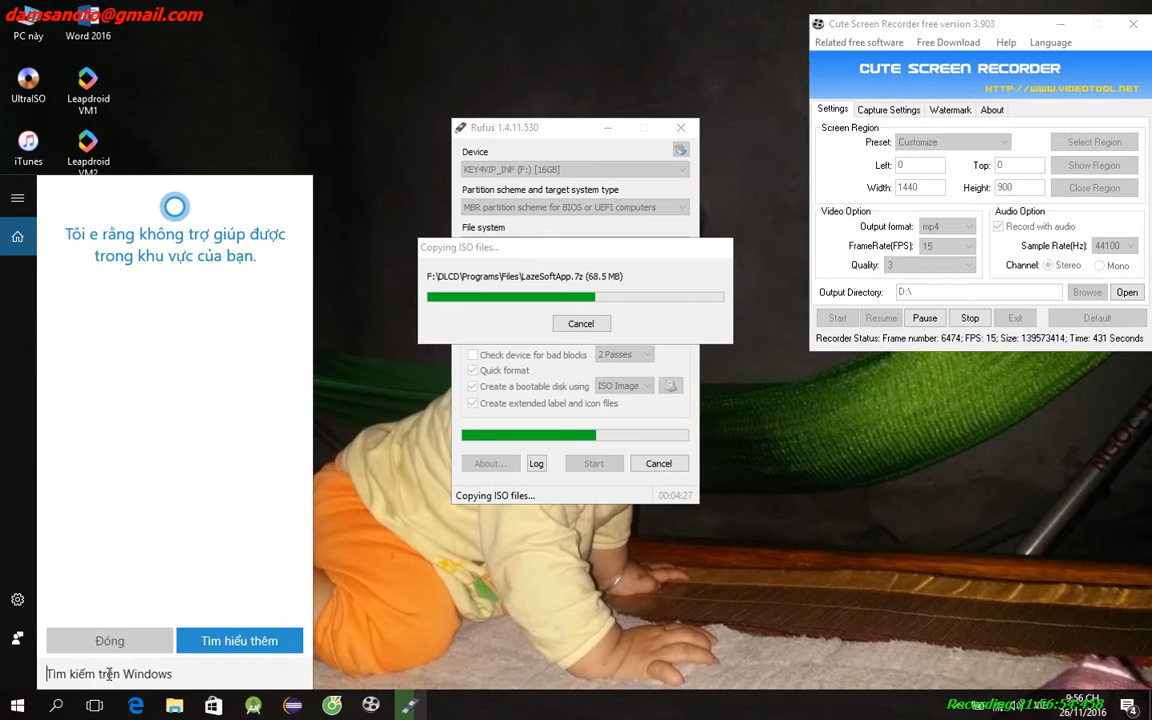 damsanoto@gmail.com
PC này
Word 2016
UltraISO
Leapdroid VM1
iTunes
Leapdroid VM2
Tôi e rằng không trợ giúp được
trong khu vực của bạn.
Đóng
Tìm hiểu thêm
Tìm kiếm trên Windows
Rufus 1.4.11.530
Device
KEY4VIP_INF (F:) [16GB]
Partition scheme and target system type
MBR partition scheme for BIOS or UEFI computers
File system
Copying ISO files...
F:\DLCD\Programs\Files\LazeSoftApp.7z (68.5 MB)
Cancel
Check device for bad blocks
2 Passes
Quick format
Create a bootable disk using
ISO Image
Create extended label and icon files
About...
Log
Start
Cancel
Copying ISO files...
00:04:27
Cute Screen Recorder free version 3.903
Related free software
Free Download
Help
Language
CUTE SCREEN RECORDER
HTTP://WWW.VIDEOTOOL.NET
Settings
Capture Settings
Watermark
About
Screen Region
Preset: Customize
Select Region
Left: 0
Top: 0
Show Region
Width: 1440
Height: 900
Close Region
Video Option
Audio Option
Output format: mp4
Record with audio
FrameRate(FPS): 15
Sample Rate(Hz): 44100
Quality: 3
Channel: Stereo Mono
Output Directory: D:\
Browse
Open
Start
Resume
Pause
Stop
Exit
Default
Recorder Status: Frame number: 6474; FPS: 15; Size: 139573414; Time: 431 Seconds
NGOC
9:56 CH
26/11/2016
4